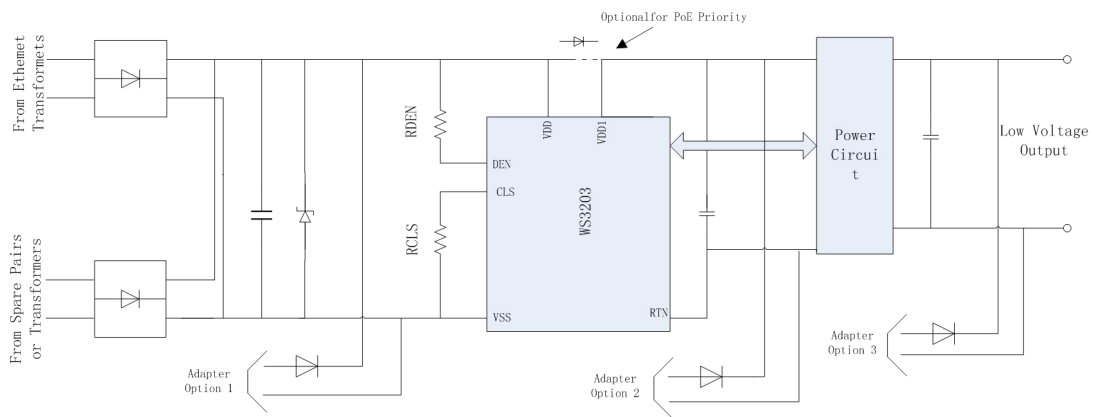 Optionalfor PoE Priority
From Ethemet
Transformets
RDEN
VDD
VDD1
DEN
CLS
WS3203
RCLS
VSS
RTN
Power
Circui
t
Low Voltage
Output
From Spare Pairs
or Transformers
Adapter
Option 1
Adapter
Option 2
Adapter
Option 3